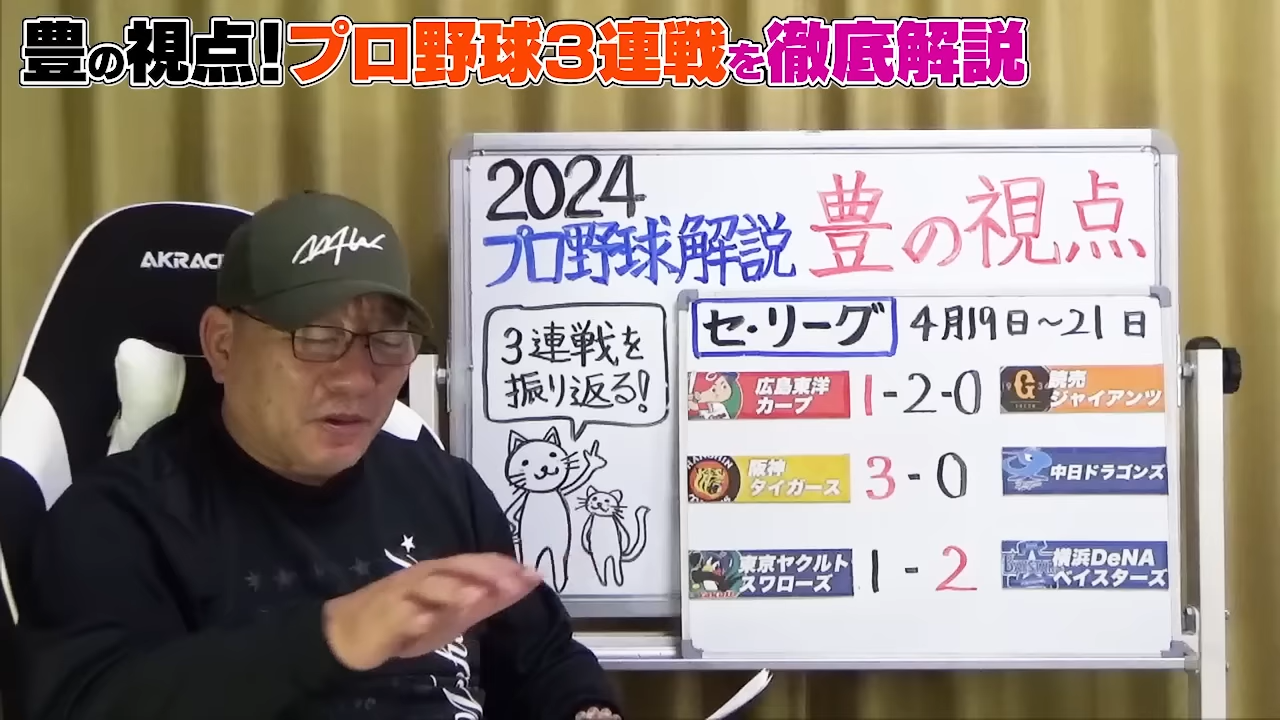 豊の視点!プロ野球3連戦を徹底解説
2024
プロ野球解説 豊の視点
セ・リーグ 4月19日~21日
3連戦を
振り返る!
広島東洋
カープ
1-2-0
読売
ジャイアンツ
阪神
タイガース
3-0
中日ドラゴンズ
東京ヤクルト
スワローズ
1-2
横浜DeNA
ベイスターズ